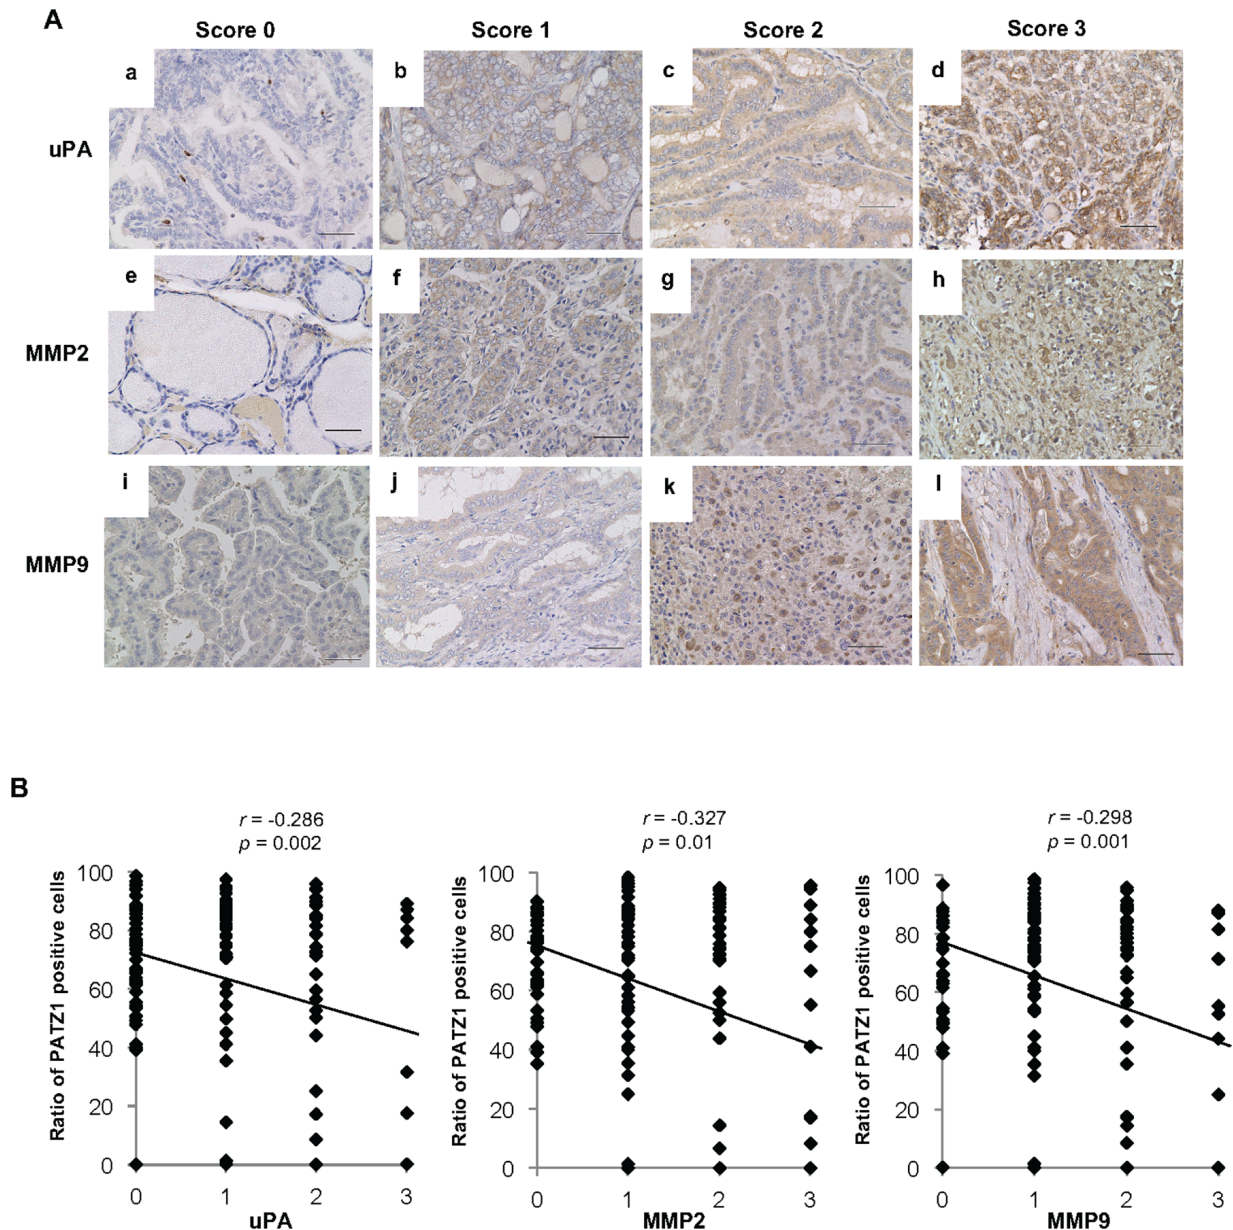 A
Score 0
Score 1
Score 2
Score 3
uPA
a
b
c
d
MMP2
e
f
g
h
MMP9
i
j
k
l
B
r = -0.286
p = 0.002
Ratio of PATZ1 positive cells
100
80
60
40
20
0
0 1 2 3
uPA
r = -0.327
p = 0.01
Ratio of PATZ1 positive cells
100
80
60
40
20
0
0 1 2 3
MMP2
r = -0.298
p = 0.001
Ratio of PATZ1 positive cells
100
80
60
40
20
0
0 1 2 3
MMP9